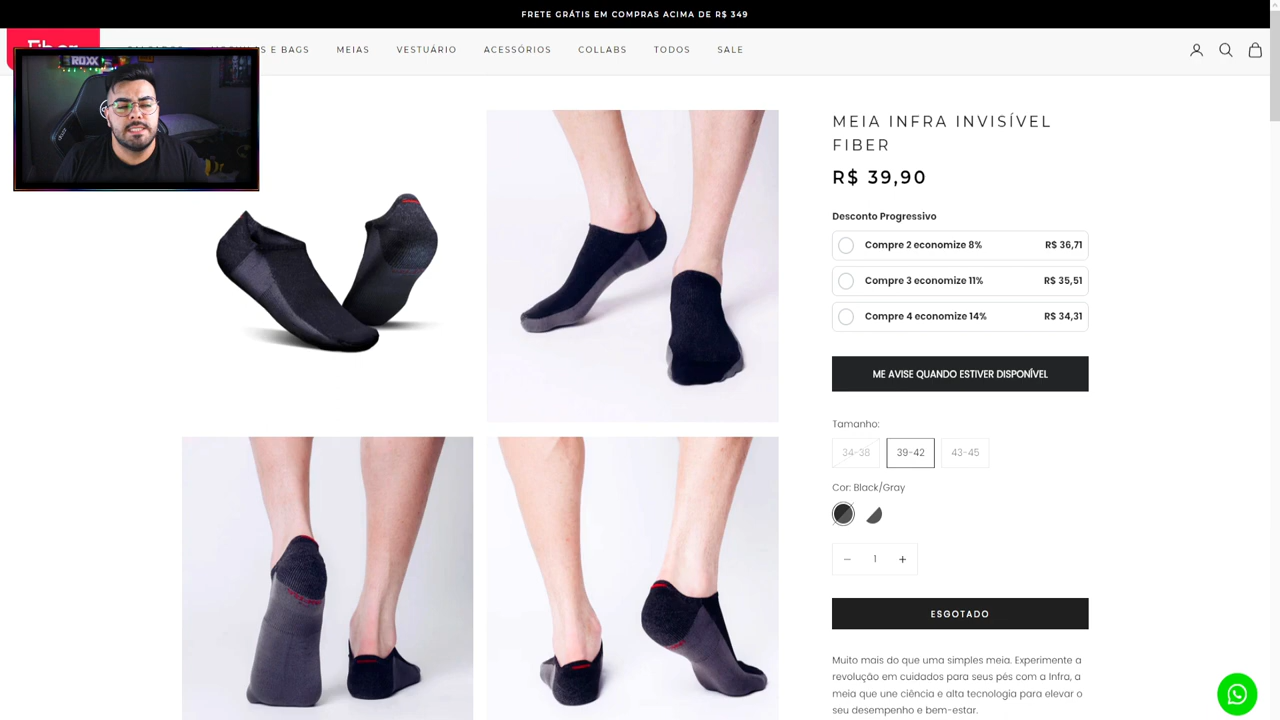 FRETE GRÁTIS EM COMPRAS ACIMA DE R$ 349
E BAGS
MEIAS
VESTUÁRIO
ACESSÓRIOS
COLLABS
TODOS
SALE
ROXX
MEIA INFRA INVISÍVEL
FIBER
R$ 39,90
Desconto Progressivo
Compre 2 economize 8% R$ 36,71
Compre 3 economize 11% R$ 35,51
Compre 4 economize 14% R$ 34,31
ME AVISE QUANDO ESTIVER DISPONÍVEL
Tamanho:
34-38 39-42 43-45
Cor: Black/Gray
− 1 +
ESGOTADO
Muito mais do que uma simples meia. Experimente a
revolução em cuidados para seus pés com a Infra, a
meia que une ciência e alta tecnologia para elevar o
seu desempenho e bem-estar.